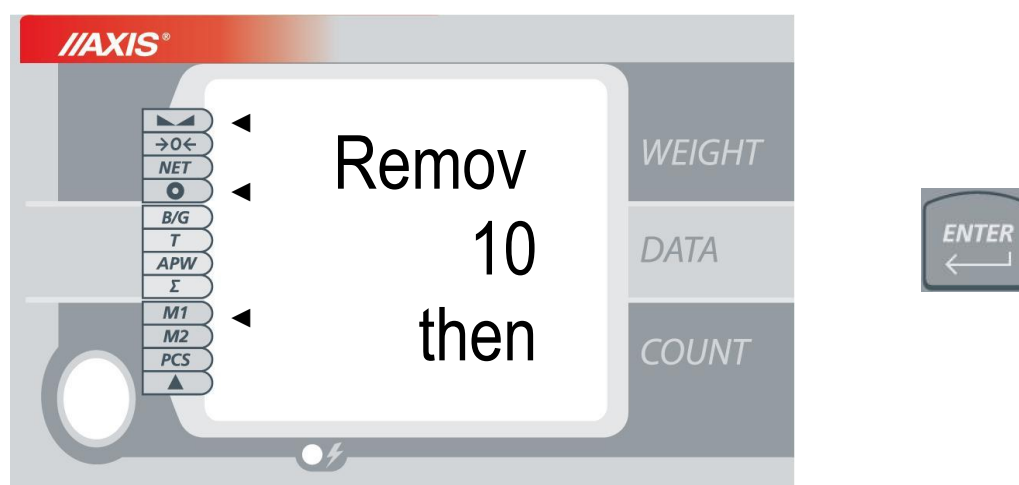 //AXIS®
→0←
NET
B/G
T
APW
Σ
M1
M2
PCS
Remov
10
then
WEIGHT
DATA
COUNT
ENTER